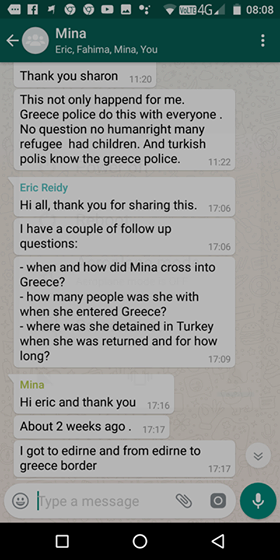 4G 08:08
Mina
Eric, Fahima, Mina, You
Thank you sharon
11:20
This not only happend for me.
Greece police do this with everyone .
No question no humanright many
refugee had children. And turkish
polis know the greece police.
11:22
Eric Reidy
Hi all, thank you for sharing this.
17:06
I have a couple of follow up
questions:
17:06
- when and how did Mina cross into
Greece?
- how many people was she with
when she entered Greece?
- where was she detained in Turkey
when she was returned and for how
long?
17:09
Mina
Hi eric and thank you
17:16
About 2 weeks ago .
17:17
I got to edirne and from edirne to
greece border
17:17
Type a message